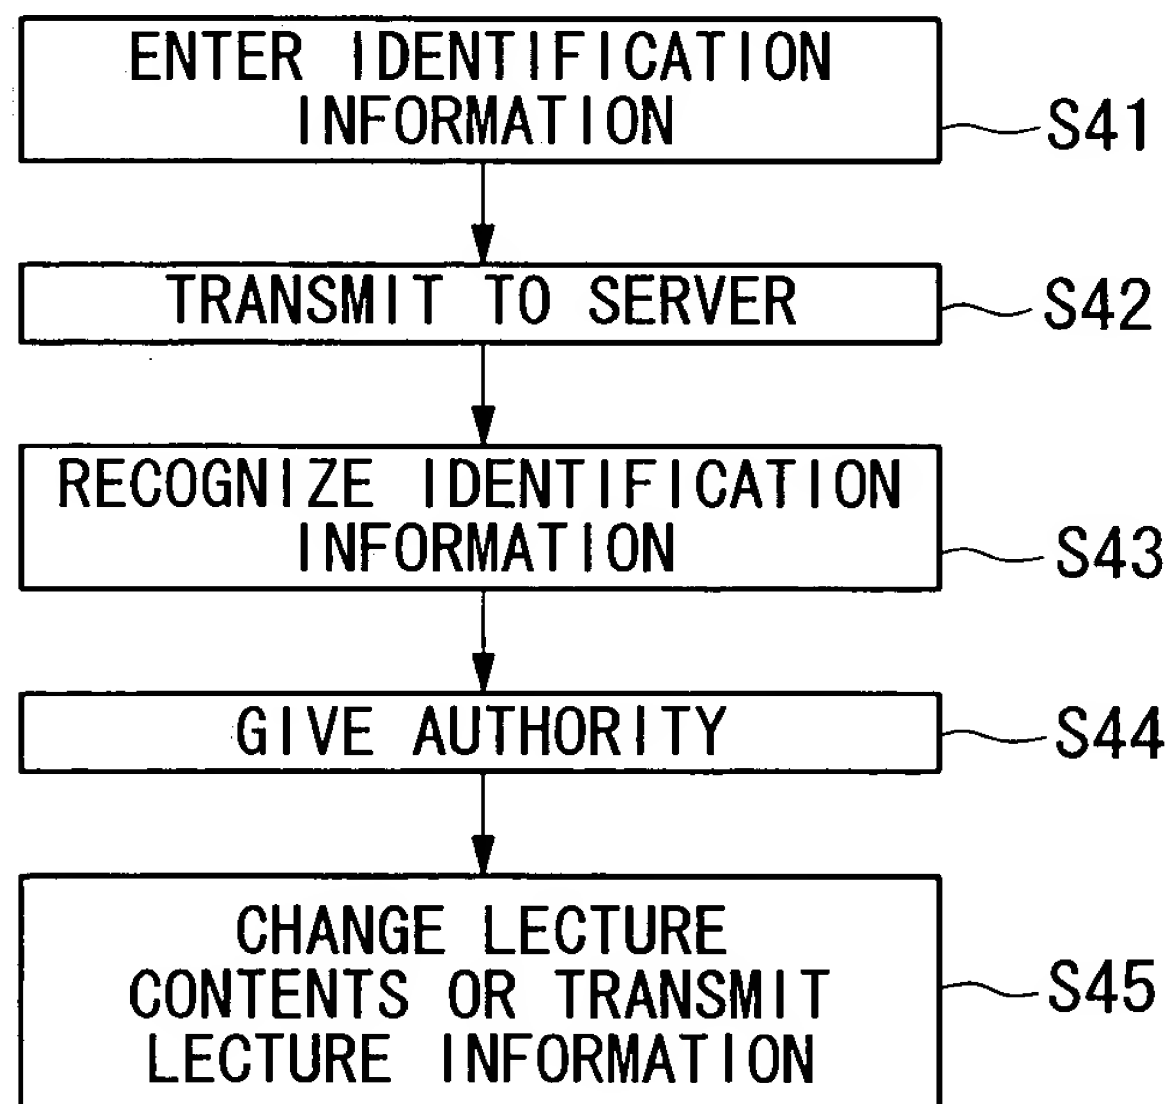 ENTER IDENTIFICATION
INFORMATION
S41
TRANSMIT TO SERVER
S42
RECOGNIZE IDENTIFICATION
INFORMATION
S43
GIVE AUTHORITY
S44
CHANGE LECTURE
CONTENTS OR TRANSMIT
LECTURE INFORMATION
S45